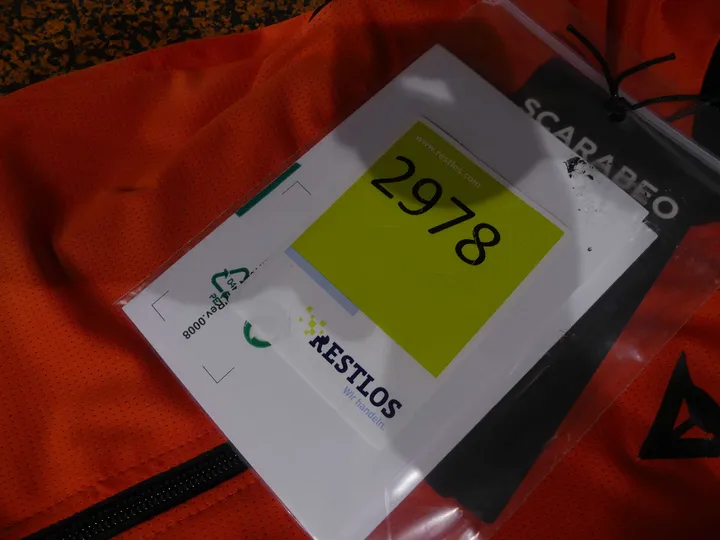 SCARABEO
www.restlos.com
2978
RESTLOS
Wir handeln.
Rev.0008